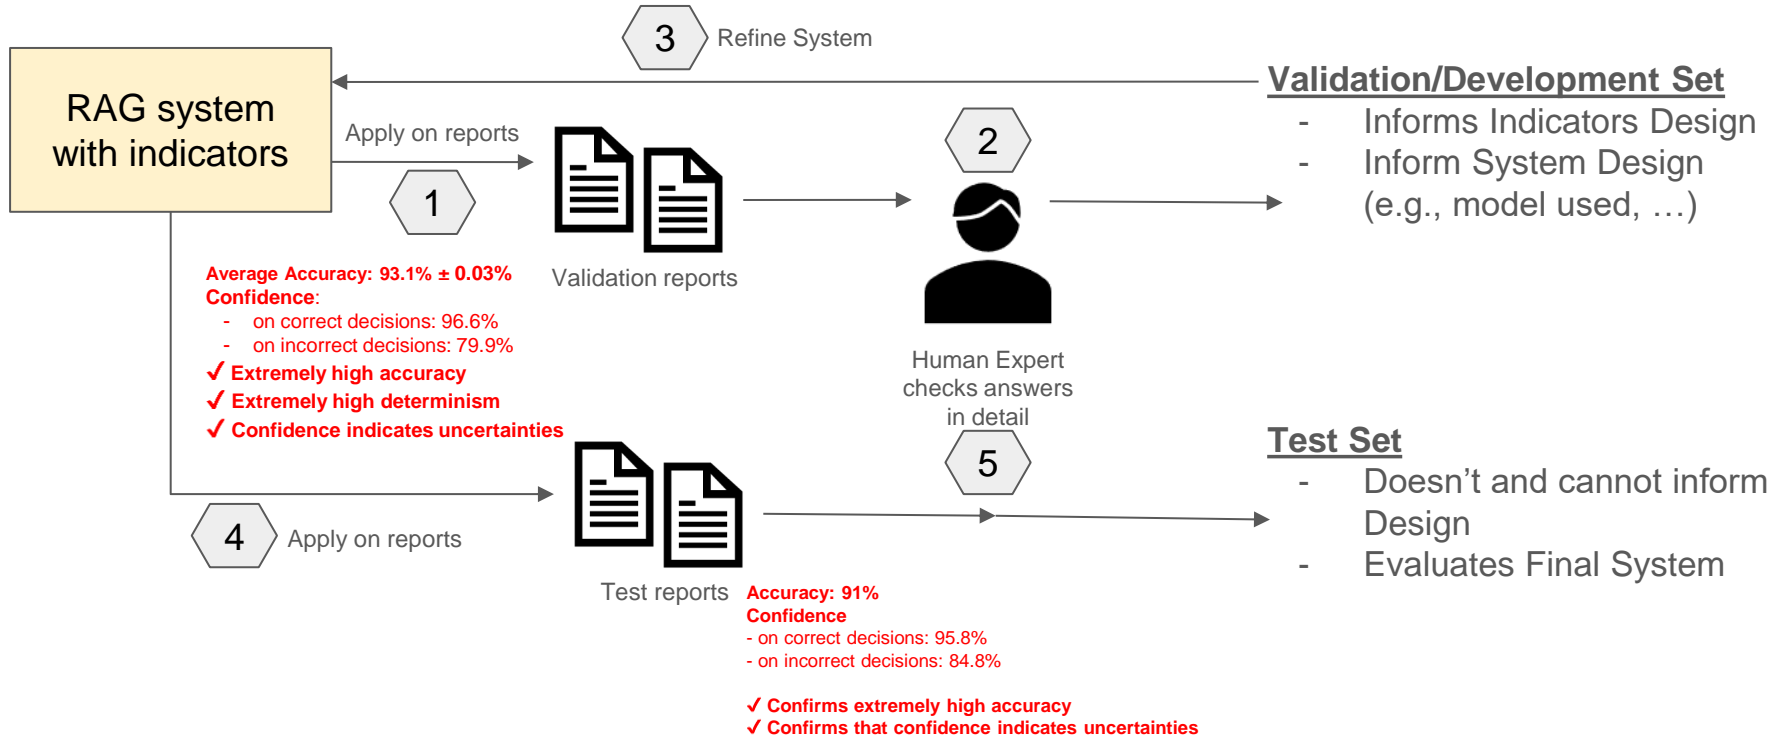 3
Refine System
RAG system
with indicators
Apply on reports
1
Validation reports
2
Human Expert
checks answers
in detail
Validation/Development Set
- Informs Indicators Design
- Inform System Design
(e.g., model used, …)
Average Accuracy: 93.1% ± 0.03%
Confidence:
- on correct decisions: 96.6%
- on incorrect decisions: 79.9%
✓ Extremely high accuracy
✓ Extremely high determinism
✓ Confidence indicates uncertainties
4
Apply on reports
Test reports
5
Test Set
- Doesn’t and cannot inform
Design
- Evaluates Final System
Accuracy: 91%
Confidence
- on correct decisions: 95.8%
- on incorrect decisions: 84.8%
✓ Confirms extremely high accuracy
✓ Confirms that confidence indicates uncertainties